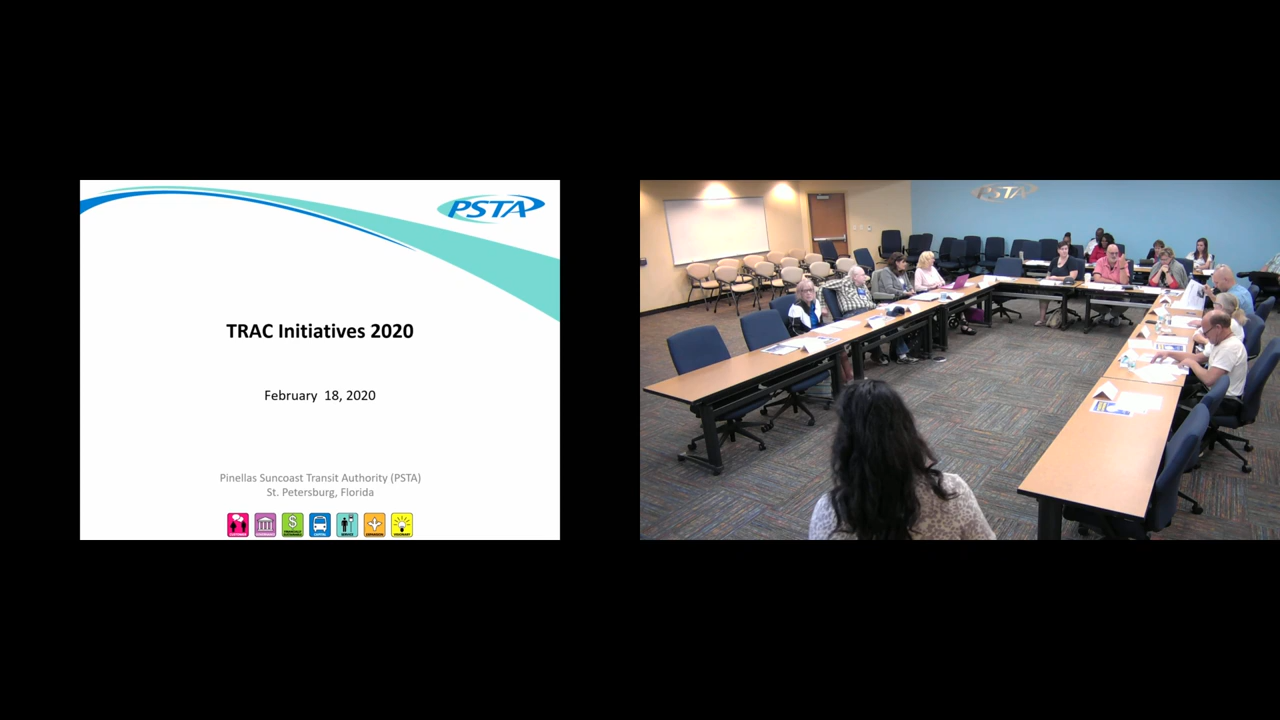 PSTA
TRAC Initiatives 2020
February 18, 2020
Pinellas Suncoast Transit Authority (PSTA)
St. Petersburg, Florida
PSTA